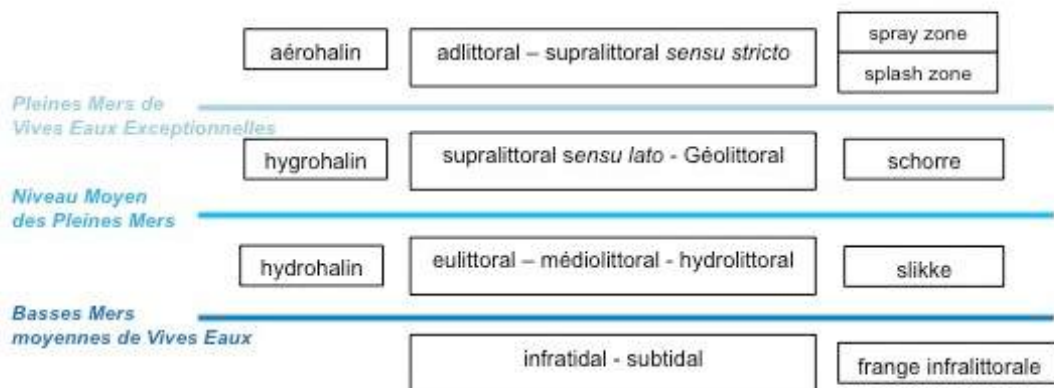 aérohalin
adlittoral – supralittoral sensu stricto
spray zone
splash zone
Pleines Mers de
Vives Eaux Exceptionnelles
hygrohalin
supralittoral sensu lato - Géolittoral
schorre
Niveau Moyen
des Pleines Mers
hydrohalin
eulittoral – médiolittoral - hydrolittoral
slikke
Basses Mers
moyennes de Vives Eaux
infratidal - subtidal
frange infralittorale